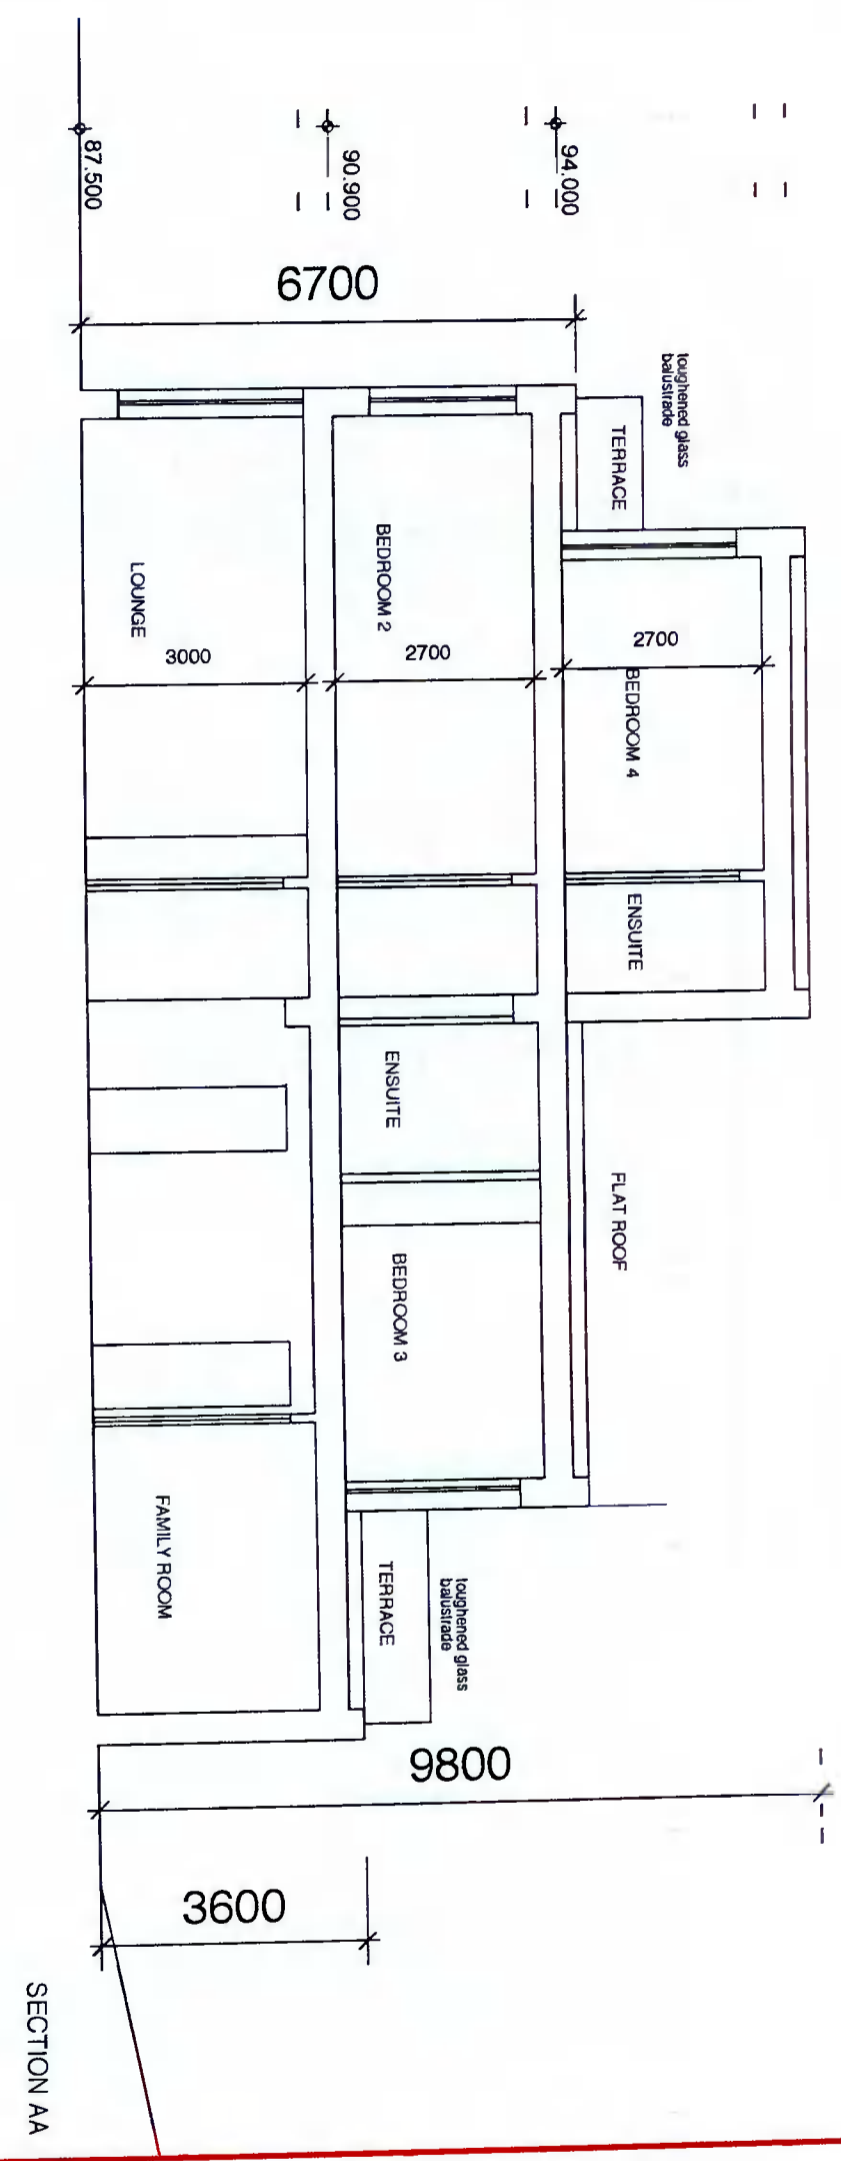 87.500
90.900
94.000
6700
toughened glass
balustrade
TERRACE
LOUNGE
3000
BEDROOM 2
2700
2700
BEDROOM 4
ENSUITE
ENSUITE
FLAT ROOF
BEDROOM 3
FAMILY ROOM
TERRACE
toughened glass
balustrade
9800
3600
SECTION AA